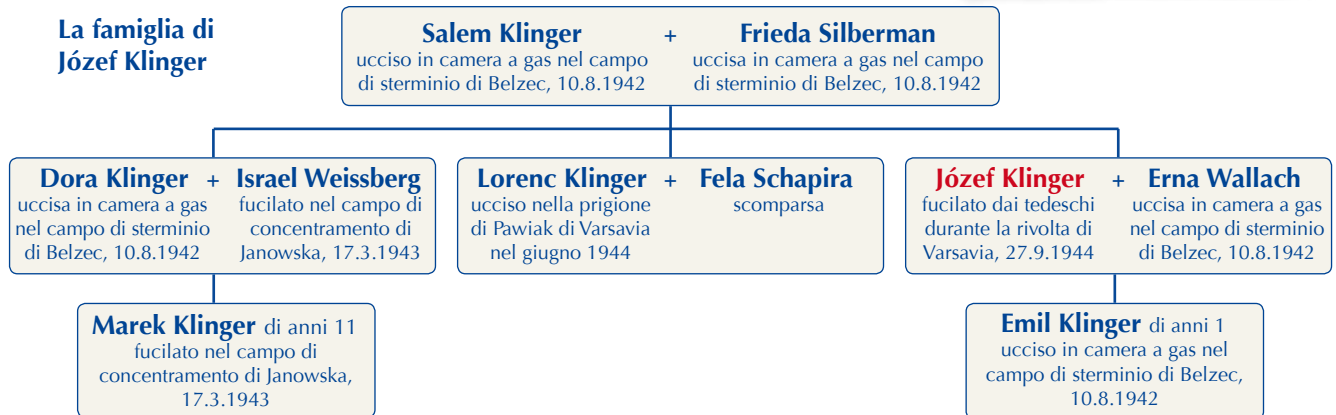 La famiglia di
Józef Klinger
Salem Klinger + Frieda Silberman
ucciso in camera a gas nel campo
di sterminio di Belzec, 10.8.1942
uccisa in camera a gas nel campo
di sterminio di Belzec, 10.8.1942
Dora Klinger + Israel Weissberg
uccisa in camera a gas
nel campo di sterminio
di Belzec, 10.8.1942
fucilato nel campo di
concentramento di
Janowska, 17.3.1943
Lorenc Klinger + Fela Schapira
ucciso nella prigione
di Pawiak di Varsavia
nel giugno 1944
scomparsa
Józef Klinger + Erna Wallach
fucilato dai tedeschi
durante la rivolta di
Varsavia, 27.9.1944
uccisa in camera a gas
nel campo di sterminio
di Belzec, 10.8.1942
Marek Klinger di anni 11
fucilato nel campo di
concentramento di Janowska,
17.3.1943
Emil Klinger di anni 1
ucciso in camera a gas nel
campo di sterminio di Belzec,
10.8.1942